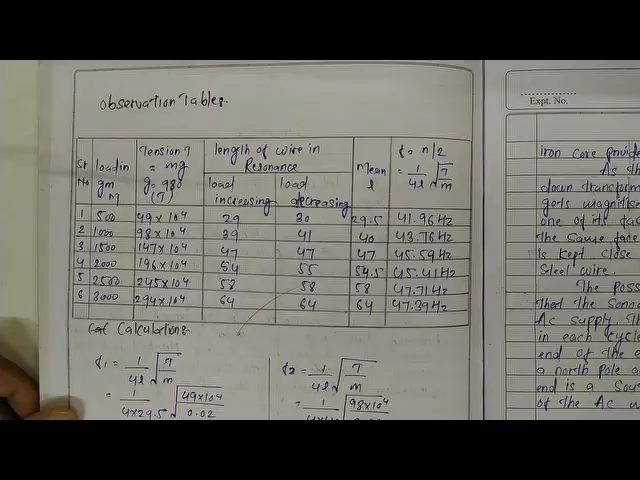 Observation Tables-
Sr No | load in gm M | Tension T = mg g = 980 (T) | length of wire in Resonance | mean l | f = n/2 = 1/4l √T/m
load increasing | load decreasing
1 | 500 | 49×10⁴ | 29 | 30 | 29.5 | 41.96Hz
2 | 1000 | 98×10⁴ | 39 | 41 | 40 | 43.76Hz
3 | 1500 | 147×10⁴ | 47 | 47 | 47 | 45.59Hz
4 | 2000 | 196×10⁴ | 54 | 55 | 54.5 | 45.41Hz
5 | 2500 | 245×10⁴ | 58 | 58 | 58 | 47.71Hz
6 | 3000 | 294×10⁴ | 64 | 64 | 64 | 47.39Hz
Calculations-
f1 = 1/4l √T/m
= 1/4×29.5 √49×10⁴/0.02
f2 = 1/4l √T/m
√98×10⁴
Expt. No.
Iron core provide
As th
down transform
gets magnetise
one of its fac
the same
is kept close
Steel wire.
The Poss
that the Sono
AC supply. Th
in each cycle
end of the e
a north pole a
end is a Sou
of the AC w